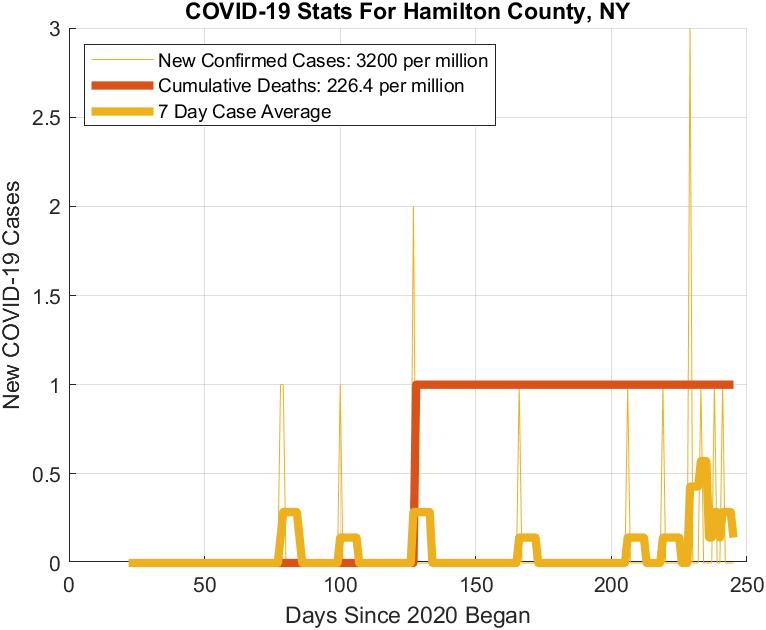 COVID-19 Stats For Hamilton County, NY
New Confirmed Cases: 3200 per million
Cumulative Deaths: 226.4 per million
7 Day Case Average
New COVID-19 Cases
3
2.5
2
1.5
1
0.5
0
0 50 100 150 200 250
Days Since 2020 Began